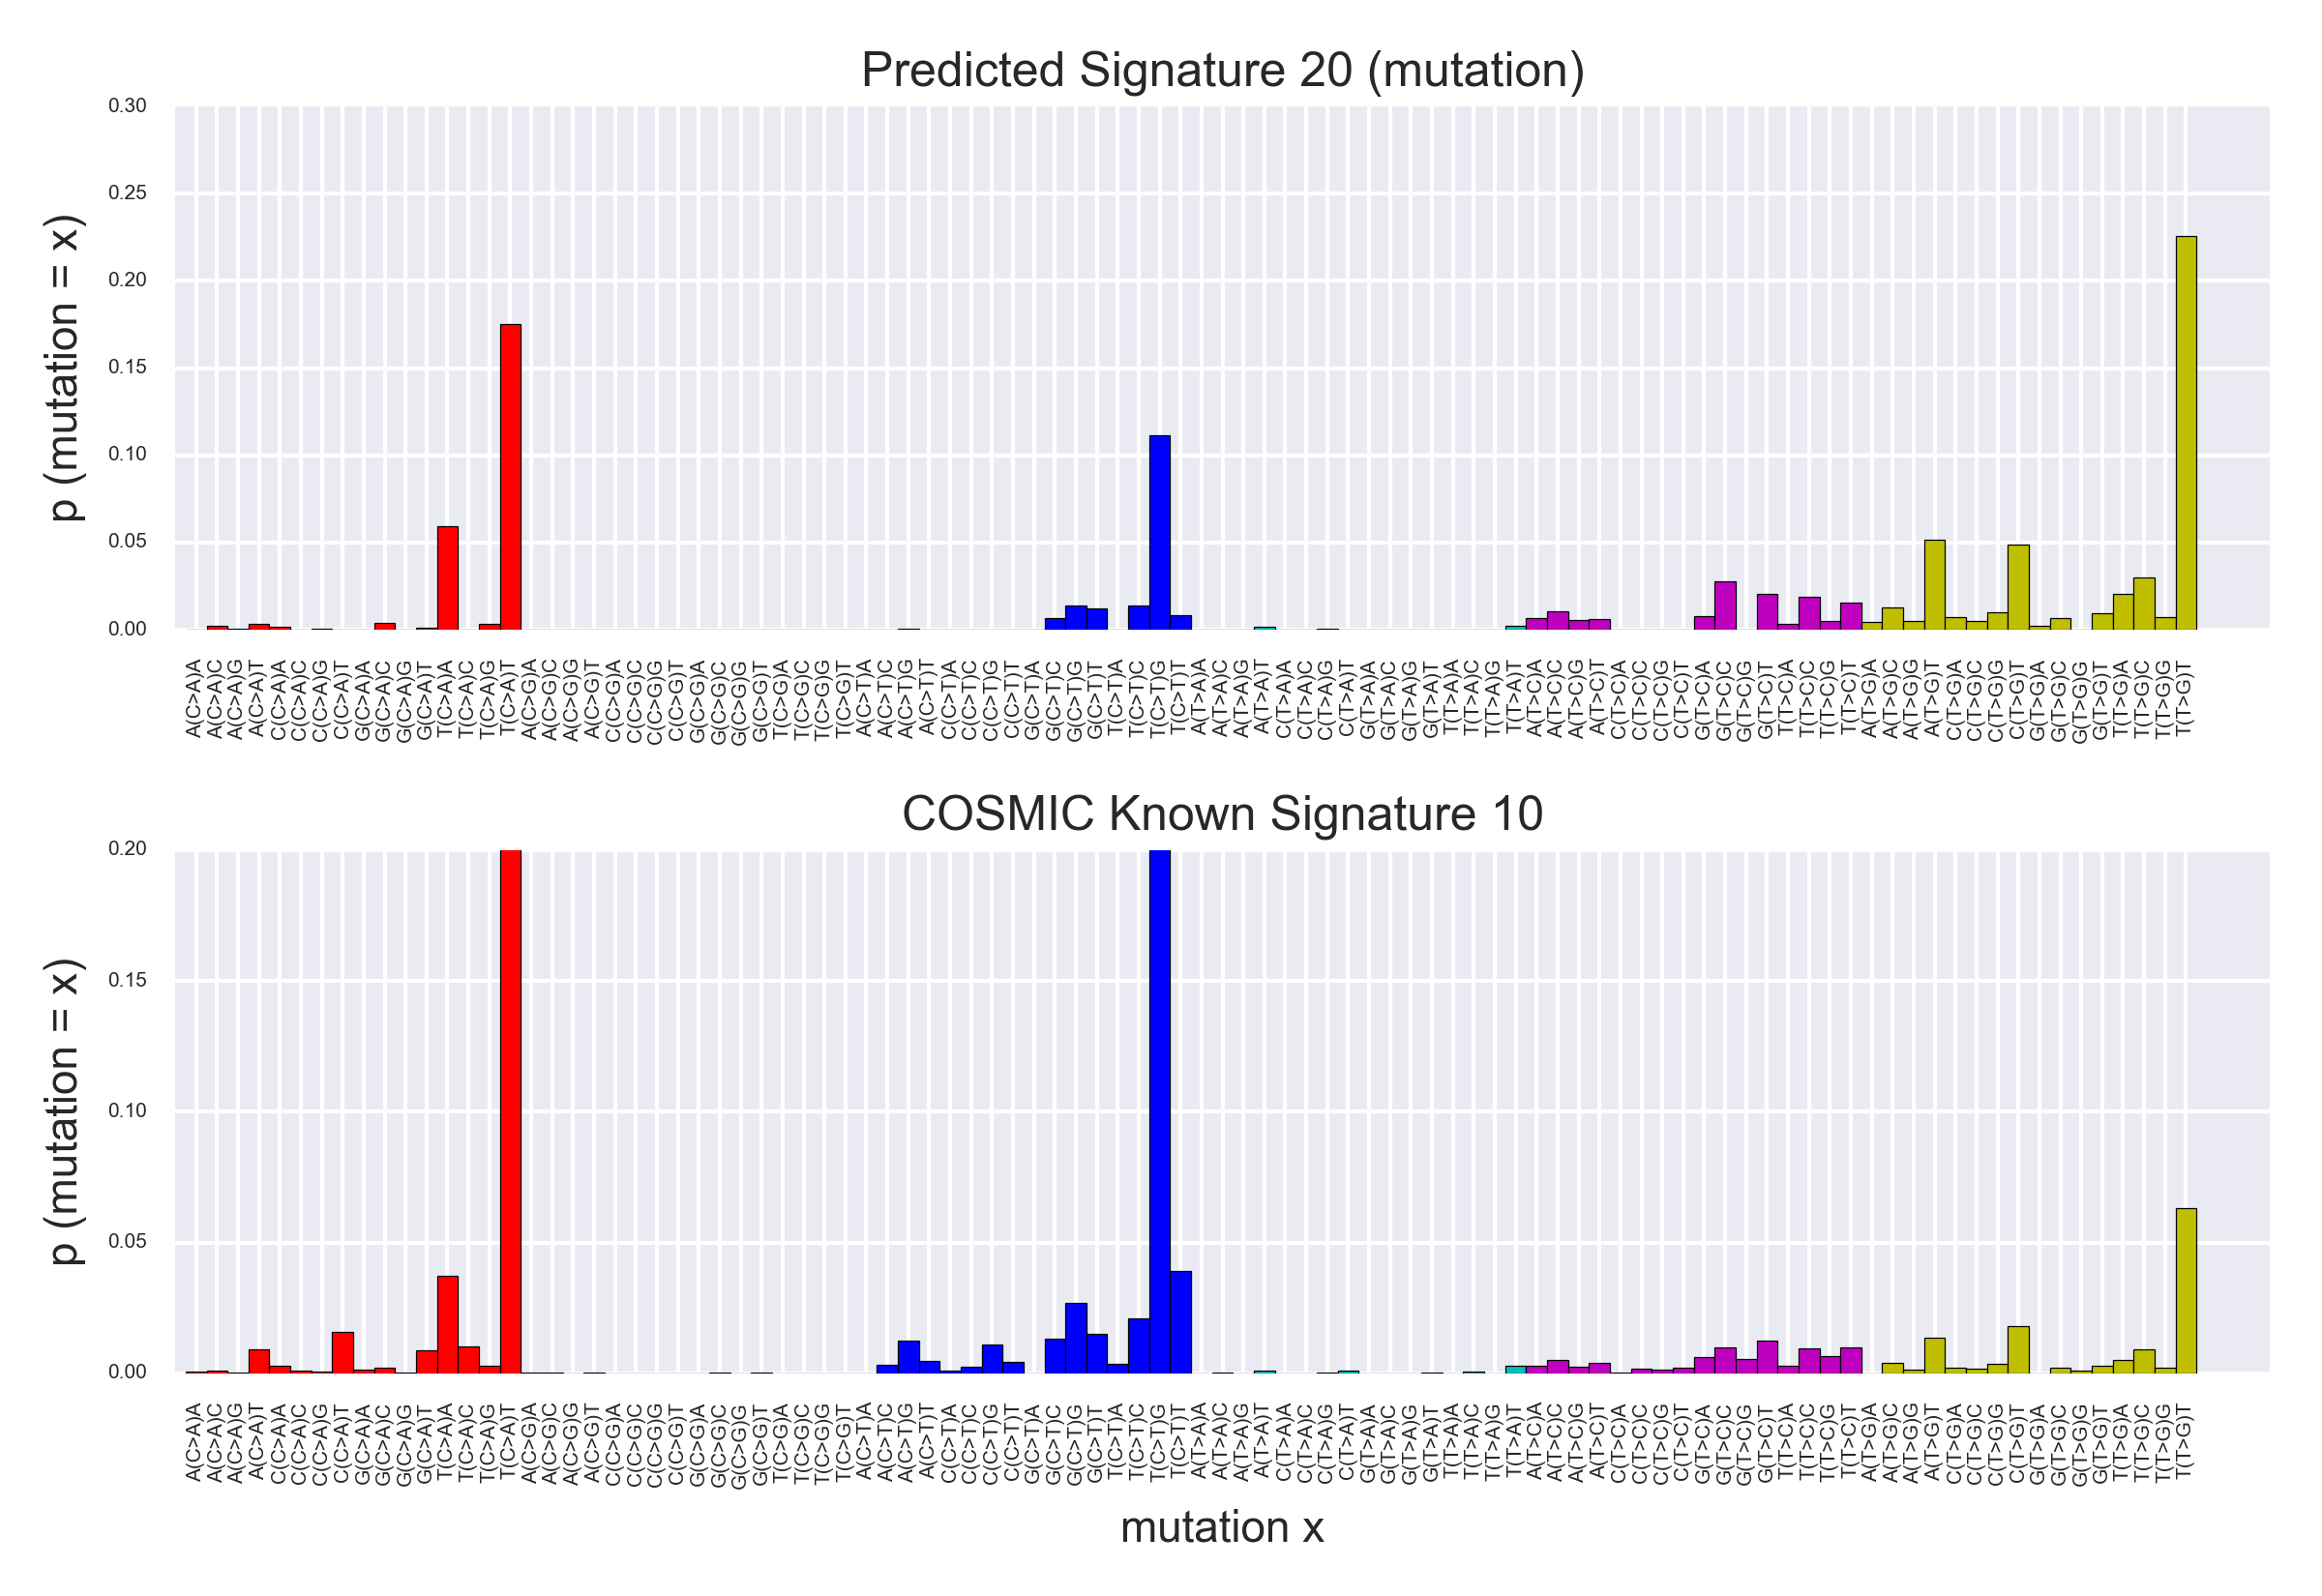 Predicted Signature 20 (mutation)
0.30
0.25
0.20
0.15
0.10
0.05
0.00
p (mutation = x)
A(C>A)A A(C>A)C A(C>A)G A(C>A)T C(C>A)A C(C>A)C C(C>A)G C(C>A)T G(C>A)A G(C>A)C G(C>A)G G(C>A)T T(C>A)A T(C>A)C T(C>A)G T(C>A)T A(C>G)A A(C>G)C A(C>G)G A(C>G)T C(C>G)A C(C>G)C C(C>G)G C(C>G)T G(C>G)A G(C>G)C G(C>G)G G(C>G)T T(C>G)A T(C>G)C T(C>G)G T(C>G)T A(C>T)A A(C>T)C A(C>T)G A(C>T)T C(C>T)A C(C>T)C C(C>T)G C(C>T)T G(C>T)A G(C>T)C G(C>T)G G(C>T)T T(C>T)A T(C>T)C T(C>T)G T(C>T)T A(T>A)A A(T>A)C A(T>A)G A(T>A)T C(T>A)A C(T>A)C C(T>A)G C(T>A)T G(T>A)A G(T>A)C G(T>A)G G(T>A)T T(T>A)A T(T>A)C T(T>A)G T(T>A)T A(T>C)A A(T>C)C A(T>C)G A(T>C)T C(T>C)A C(T>C)C C(T>C)G C(T>C)T G(T>C)A G(T>C)C G(T>C)G G(T>C)T T(T>C)A T(T>C)C T(T>C)G T(T>C)T A(T>G)A A(T>G)C A(T>G)G A(T>G)T C(T>G)A C(T>G)C C(T>G)G C(T>G)T G(T>G)A G(T>G)C G(T>G)G G(T>G)T T(T>G)A T(T>G)C T(T>G)G T(T>G)T
COSMIC Known Signature 10
0.20
0.15
0.10
0.05
0.00
p (mutation = x)
A(C>A)A A(C>A)C A(C>A)G A(C>A)T C(C>A)A C(C>A)C C(C>A)G C(C>A)T G(C>A)A G(C>A)C G(C>A)G G(C>A)T T(C>A)A T(C>A)C T(C>A)G T(C>A)T A(C>G)A A(C>G)C A(C>G)G A(C>G)T C(C>G)A C(C>G)C C(C>G)G C(C>G)T G(C>G)A G(C>G)C G(C>G)G G(C>G)T T(C>G)A T(C>G)C T(C>G)G T(C>G)T A(C>T)A A(C>T)C A(C>T)G A(C>T)T C(C>T)A C(C>T)C C(C>T)G C(C>T)T G(C>T)A G(C>T)C G(C>T)G G(C>T)T T(C>T)A T(C>T)C T(C>T)G T(C>T)T A(T>A)A A(T>A)C A(T>A)G A(T>A)T C(T>A)A C(T>A)C C(T>A)G C(T>A)T G(T>A)A G(T>A)C G(T>A)G G(T>A)T T(T>A)A T(T>A)C T(T>A)G T(T>A)T A(T>C)A A(T>C)C A(T>C)G A(T>C)T C(T>C)A C(T>C)C C(T>C)G C(T>C)T G(T>C)A G(T>C)C G(T>C)G G(T>C)T T(T>C)A T(T>C)C T(T>C)G T(T>C)T A(T>G)A A(T>G)C A(T>G)G A(T>G)T C(T>G)A C(T>G)C C(T>G)G C(T>G)T G(T>G)A G(T>G)C G(T>G)G G(T>G)T T(T>G)A T(T>G)C T(T>G)G T(T>G)T
mutation x